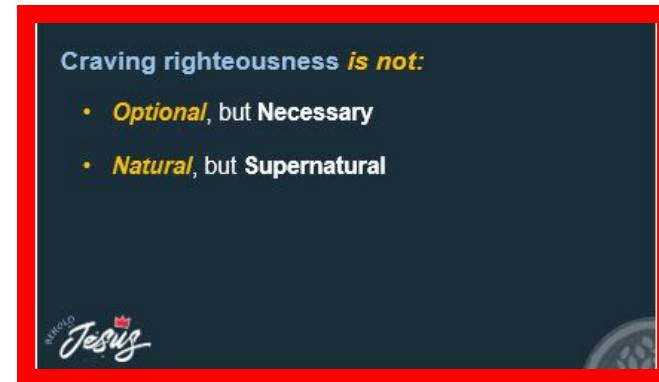 Craving righteousness is not:
• Optional, but Necessary
• Natural, but Supernatural
BEHOLD
Jesus